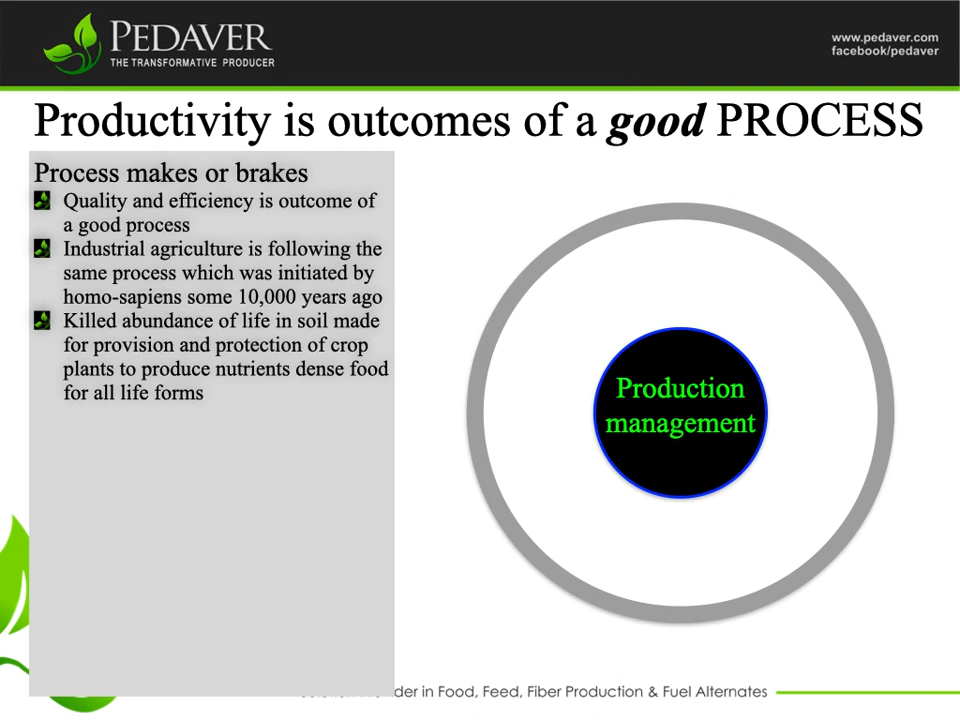 PEDAVER
THE TRANSFORMATIVE PRODUCER
www.pedaver.com
facebook/pedaver
Productivity is outcomes of a good PROCESS
Process makes or brakes
Quality and efficiency is outcome of
a good process
Industrial agriculture is following the
same process which was initiated by
homo-sapiens some 10,000 years ago
Killed abundance of life in soil made
for provision and protection of crop
plants to produce nutrients dense food
for all life forms
Production
management
in Food, Feed, Fiber Production & Fuel Alternates